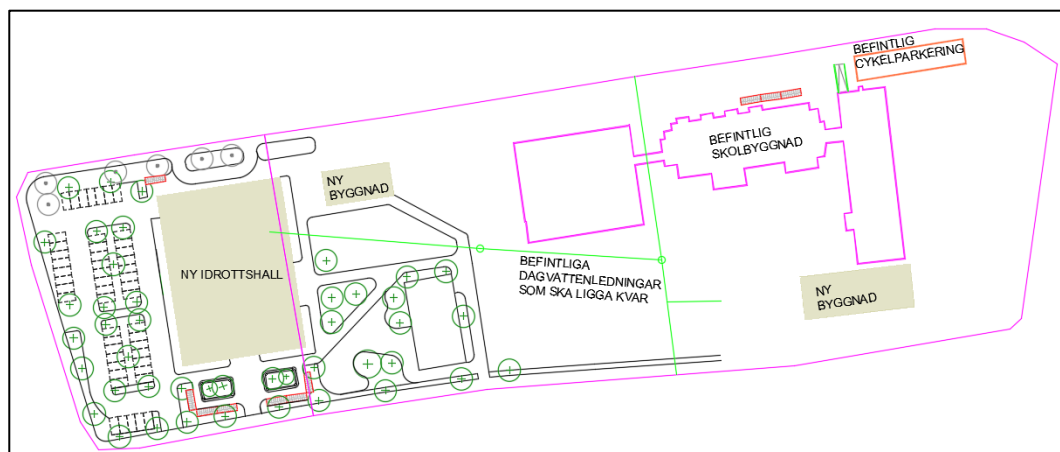 BEFINTLIG
CYKELPARKERING
BEFINTLIG
SKOLBYGGNAD
NY
BYGGNAD
NY IDROTTSHALL
BEFINTLIGA
DAGVATTENLEDNINGAR
SOM SKA LIGGA KVAR
NY
BYGGNAD